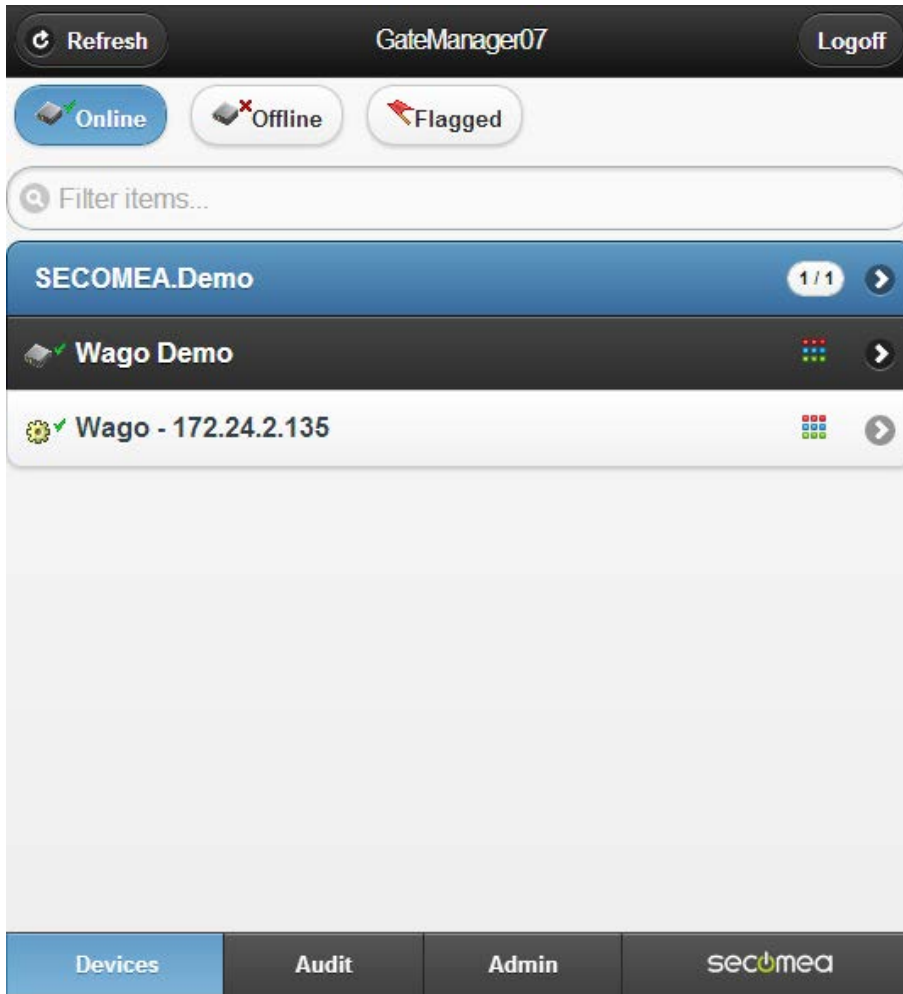 Refresh GateManager07 Logoff
Online Offline Flagged
Filter items...
SECOMEA.Demo 1 / 1
Wago Demo
Wago - 172.24.2.135
Devices Audit Admin secomea